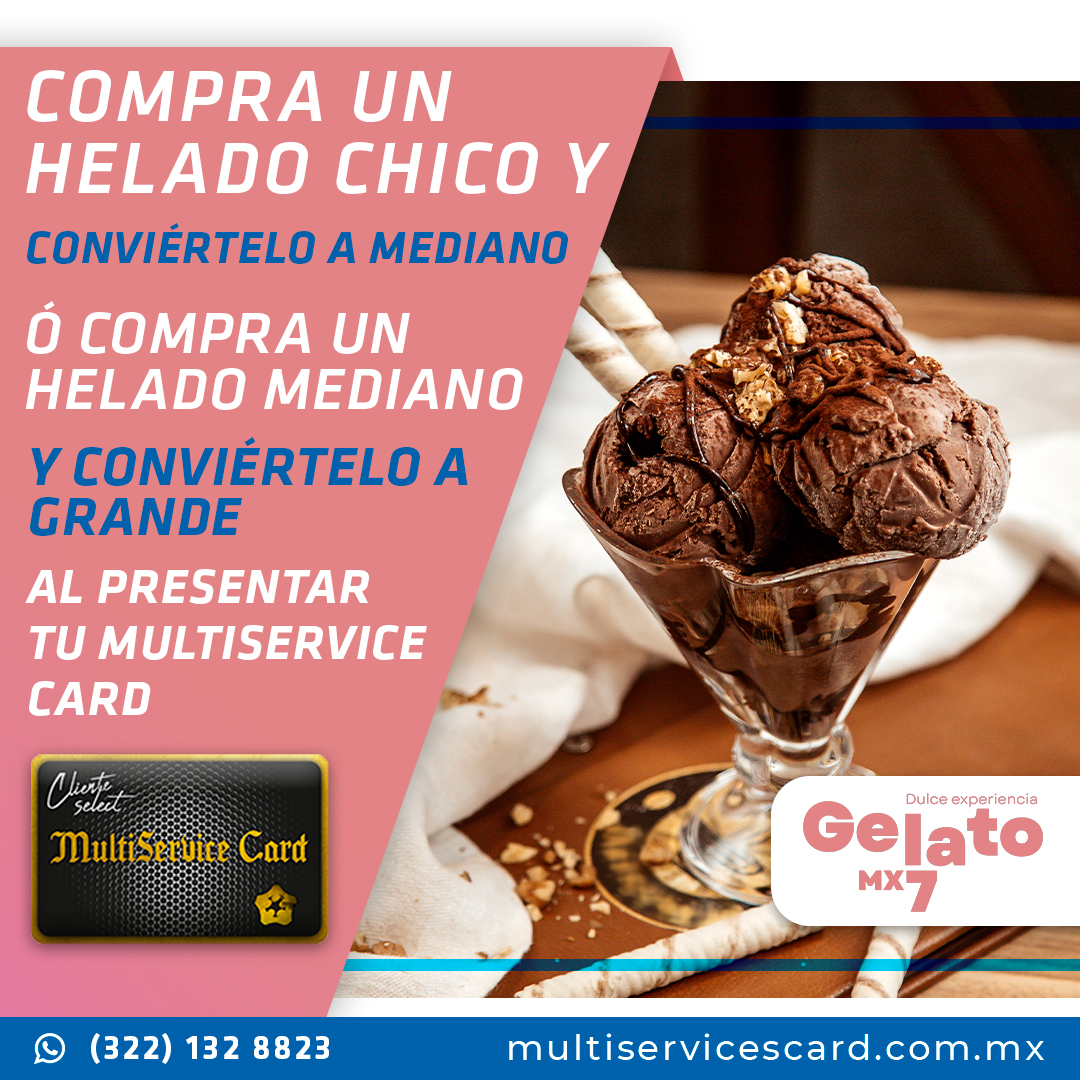 COMPRA UN
HELADO CHICO Y
CONVIÉRTELO A MEDIANO
Ó COMPRA UN
HELADO MEDIANO
Y CONVIÉRTELO A
GRANDE
AL PRESENTAR
TU MULTISERVICE
CARD
Cliente
select
MultiService Card
Dulce experiencia
Gelato
MX7
(322) 132 8823
multiservicescard.com.mx